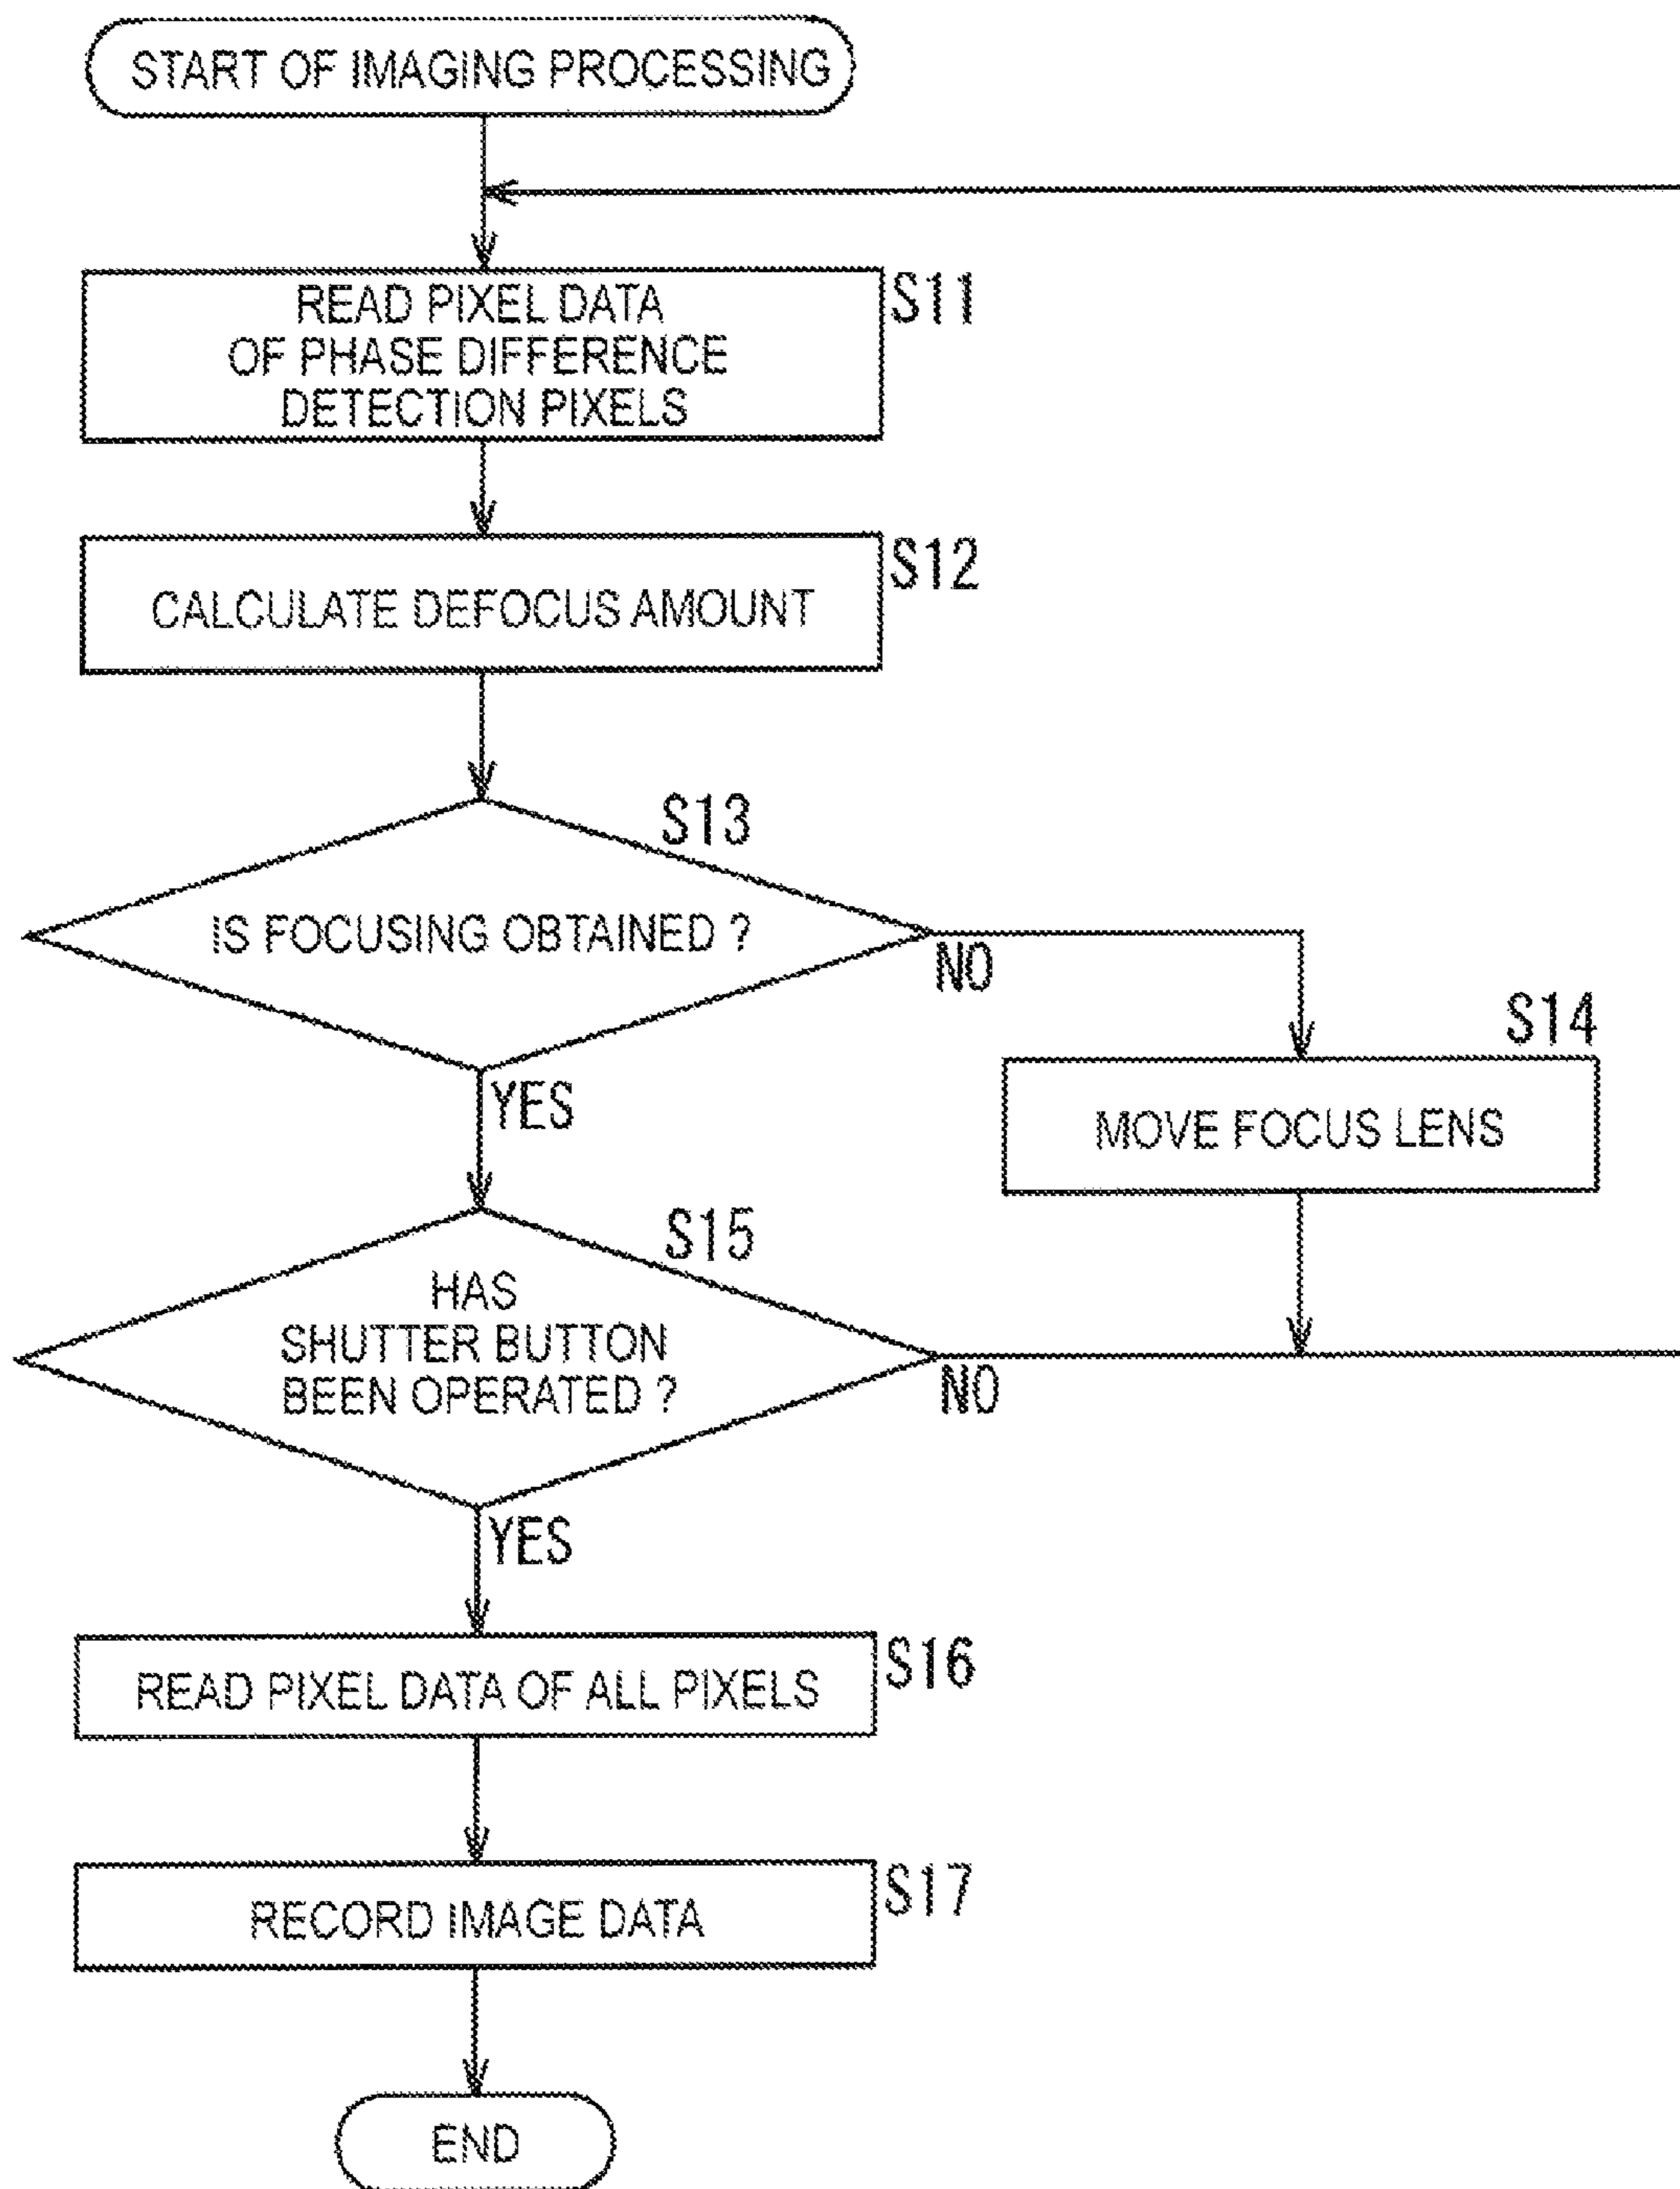 START OF IMAGING PROCESSING
READ PIXEL DATA
OF PHASE DIFFERENCE
DETECTION PIXELS
S11
CALCULATE DEFOCUS AMOUNT
S12
S13
IS FOCUSING OBTAINED ?
NO
YES
S14
MOVE FOCUS LENS
S15
HAS
SHUTTER BUTTON
BEEN OPERATED ?
NO
YES
READ PIXEL DATA OF ALL PIXELS
S16
RECORD IMAGE DATA
S17
END